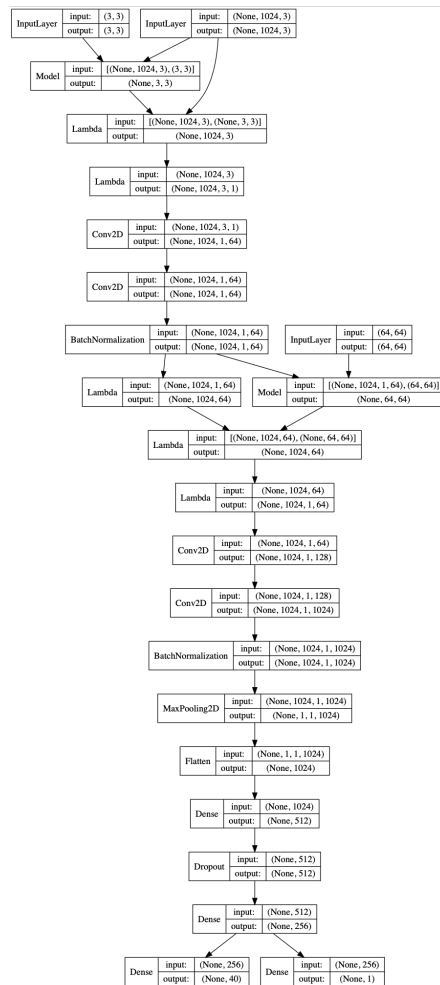 InputLayer input: (3, 3) output: (3, 3)
InputLayer input: (None, 1024, 3) output: (None, 1024, 3)
Model input: [(None, 1024, 3), (3, 3)] output: (None, 3, 3)
Lambda input: [(None, 1024, 3), (None, 3, 3)] output: (None, 1024, 3)
Lambda input: (None, 1024, 3) output: (None, 1024, 3, 1)
Conv2D input: (None, 1024, 3, 1) output: (None, 1024, 1, 64)
Conv2D input: (None, 1024, 1, 64) output: (None, 1024, 1, 64)
BatchNormalization input: (None, 1024, 1, 64) output: (None, 1024, 1, 64)
InputLayer input: (64, 64) output: (64, 64)
Lambda input: (None, 1024, 1, 64) output: (None, 1024, 64)
Model input: [(None, 1024, 1, 64), (64, 64)] output: (None, 64, 64)
Lambda input: [(None, 1024, 64), (None, 64, 64)] output: (None, 1024, 64)
Lambda input: (None, 1024, 64) output: (None, 1024, 1, 64)
Conv2D input: (None, 1024, 1, 64) output: (None, 1024, 1, 128)
Conv2D input: (None, 1024, 1, 128) output: (None, 1024, 1, 1024)
BatchNormalization input: (None, 1024, 1, 1024) output: (None, 1024, 1, 1024)
MaxPooling2D input: (None, 1024, 1, 1024) output: (None, 1, 1, 1024)
Flatten input: (None, 1, 1, 1024) output: (None, 1024)
Dense input: (None, 1024) output: (None, 512)
Dropout input: (None, 512) output: (None, 512)
Dense input: (None, 512) output: (None, 256)
Dense input: (None, 256) output: (None, 40)
Dense input: (None, 256) output: (None, 1)